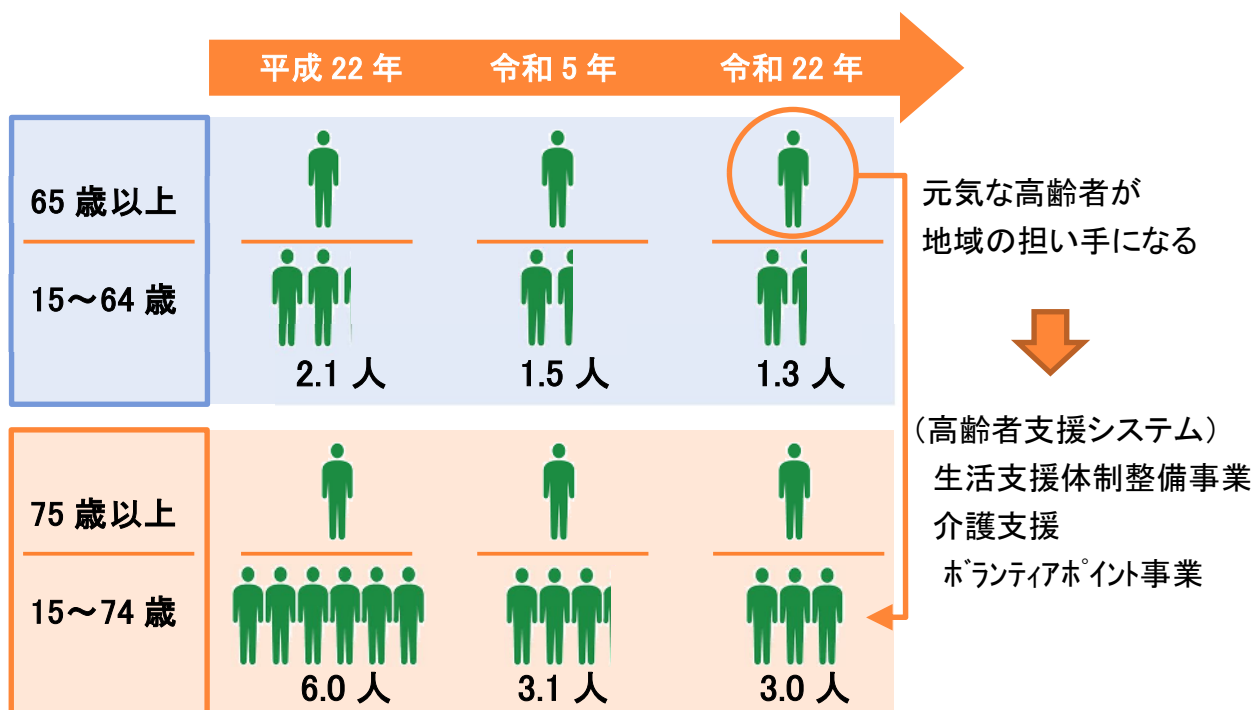 平成 22 年 令和 5 年 令和 22 年
65 歳以上
15～64 歳
2.1 人 1.5 人 1.3 人
75 歳以上
15～74 歳
6.0 人 3.1 人 3.0 人
元気な高齢者が
地域の担い手になる
（高齢者支援システム）
生活支援体制整備事業
介護支援
ﾎﾞﾗﾝﾃｨｱﾎﾟｲﾝﾄ事業